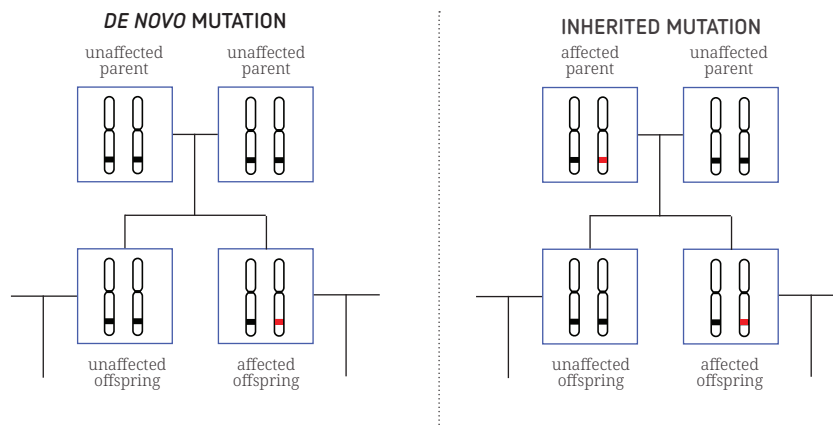 DE NOVO MUTATION
unaffected
parent
unaffected
parent
unaffected
offspring
affected
offspring
INHERITED MUTATION
affected
parent
unaffected
parent
unaffected
offspring
affected
offspring